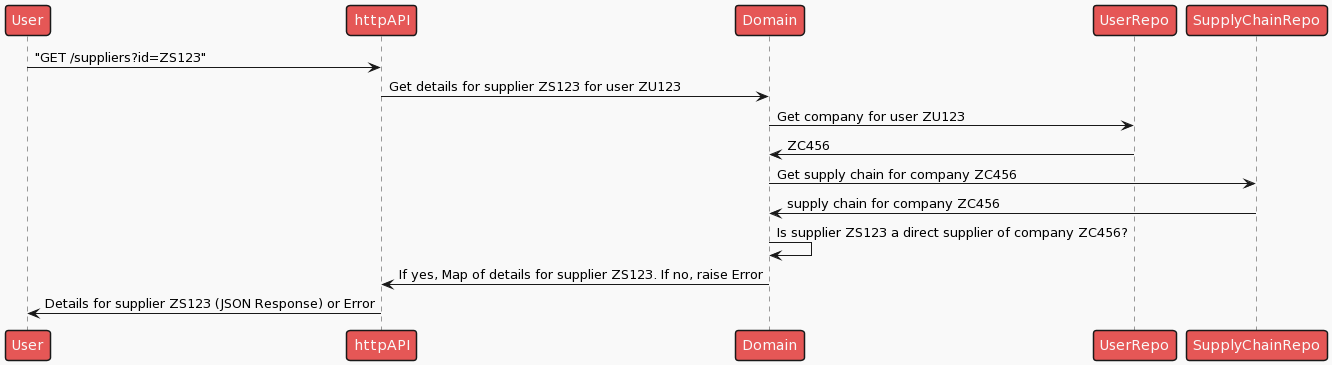 User
httpAPI
Domain
UserRepo
SupplyChainRepo
"GET /suppliers?id=ZS123"
Get details for supplier ZS123 for user ZU123
Get company for user ZU123
ZC456
Get supply chain for company ZC456
supply chain for company ZC456
Is supplier ZS123 a direct supplier of company ZC456?
If yes, Map of details for supplier ZS123. If no, raise Error
Details for supplier ZS123 (JSON Response) or Error
User
httpAPI
Domain
UserRepo
SupplyChainRepo